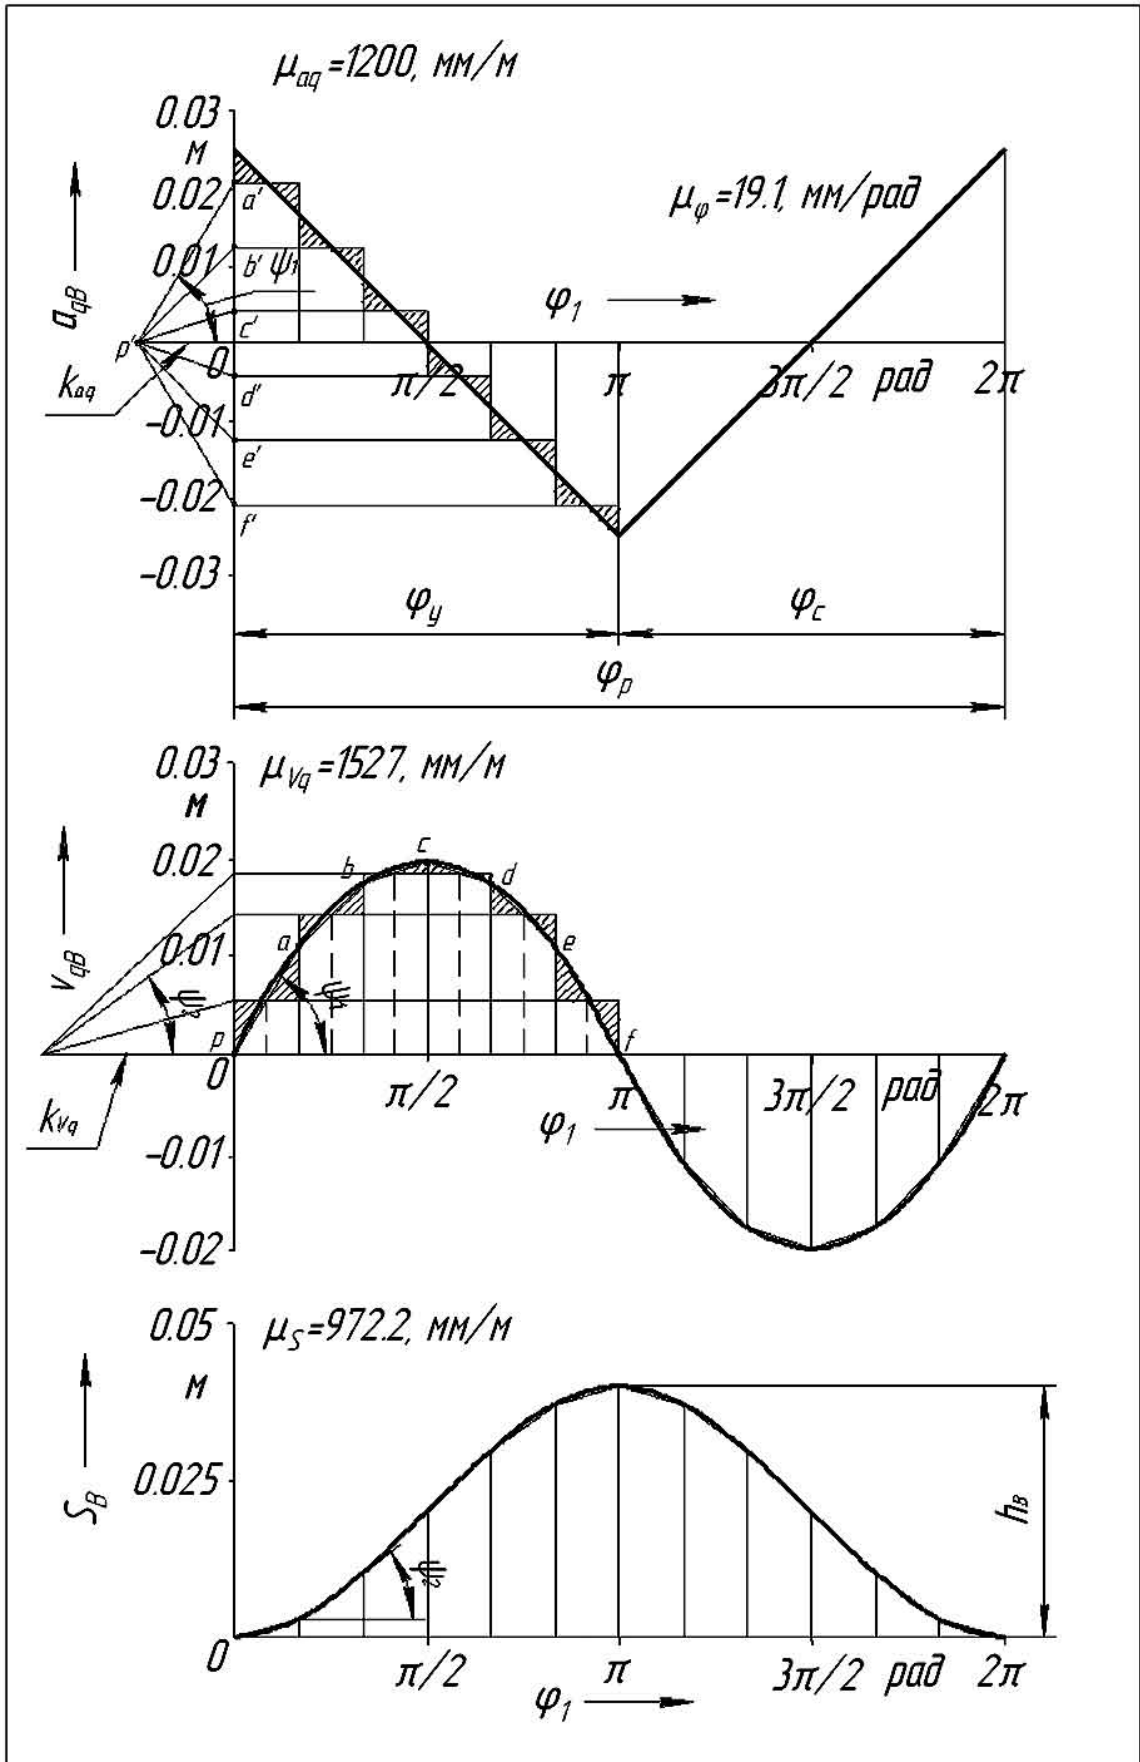 μaq=1200, мм/м
0.03
м
0.02
0.01
0
-0.01
-0.02
-0.03
aqB
a'
b'
ψ1
c'
p'
d'
e'
f'
kaq
μφ=19.1, мм/рад
φ1
π/2
π
3π/2 рад
2π
φу
φс
φр
0.03
м
μVq=1527, мм/м
0.02
0.01
0
-0.01
-0.02
VqB
p
a
b
c
d
e
f
kVq
π/2
π
3π/2 рад
2π
φ1
0.05
м
μS=972.2, мм/м
0.025
0
SB
hB
π/2
π
3π/2 рад
2π
φ1